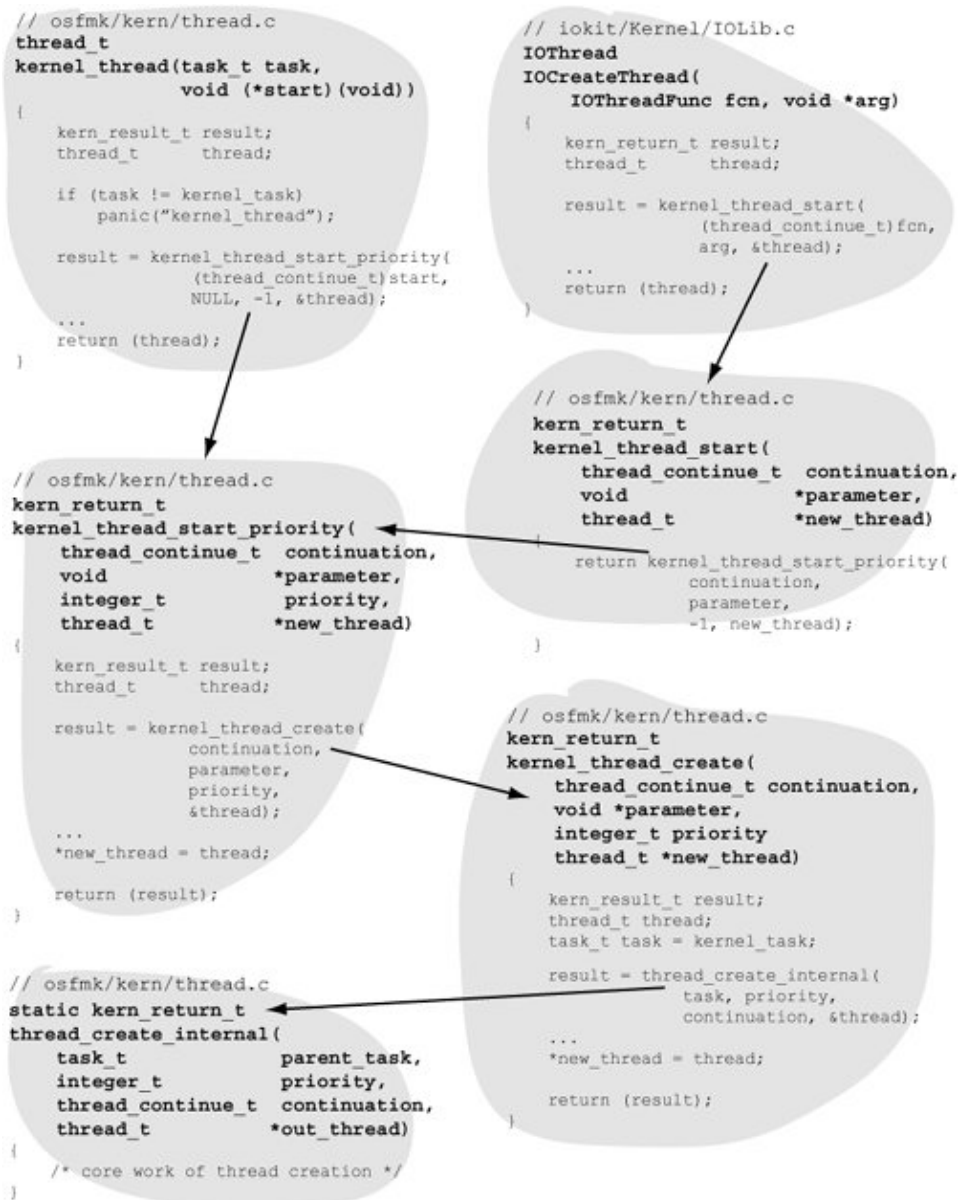 // osfmk/kern/thread.c
thread_t
kernel_thread(task_t task,
              void (*start)(void))
{
    kern_result_t result;
    thread_t      thread;
    if (task != kernel_task)
        panic("kernel_thread");
    result = kernel_thread_start_priority(
                 (thread_continue_t)start,
                 NULL, -1, &thread);
    ...
    return (thread);
}
// iokit/Kernel/IOLib.c
IOThread
IOCreateThread(
    IOThreadFunc fcn, void *arg)
{
    kern_return_t result;
    thread_t      thread;
    result = kernel_thread_start(
                 (thread_continue_t)fcn,
                 arg, &thread);
    ...
    return (thread);
}
// osfmk/kern/thread.c
kern_return_t
kernel_thread_start(
    thread_continue_t  continuation,
    void              *parameter,
    thread_t          *new_thread)
{
    return kernel_thread_start_priority(
               continuation,
               parameter,
               -1, new_thread);
}
// osfmk/kern/thread.c
kern_return_t
kernel_thread_start_priority(
    thread_continue_t  continuation,
    void              *parameter,
    integer_t          priority,
    thread_t          *new_thread)
{
    kern_result_t result;
    thread_t      thread;
    result = kernel_thread_create(
                 continuation,
                 parameter,
                 priority,
                 &thread);
    ...
    *new_thread = thread;
    return (result);
}
// osfmk/kern/thread.c
kern_return_t
kernel_thread_create(
    thread_continue_t continuation,
    void *parameter,
    integer_t priority
    thread_t *new_thread)
{
    kern_result_t result;
    thread_t thread;
    task_t task = kernel_task;
    result = thread_create_internal(
                 task, priority,
                 continuation, &thread);
    ...
    *new_thread = thread;
    return (result);
}
// osfmk/kern/thread.c
static kern_return_t
thread_create_internal(
    task_t             parent_task,
    integer_t          priority,
    thread_continue_t  continuation,
    thread_t          *out_thread)
{
    /* core work of thread creation */
}